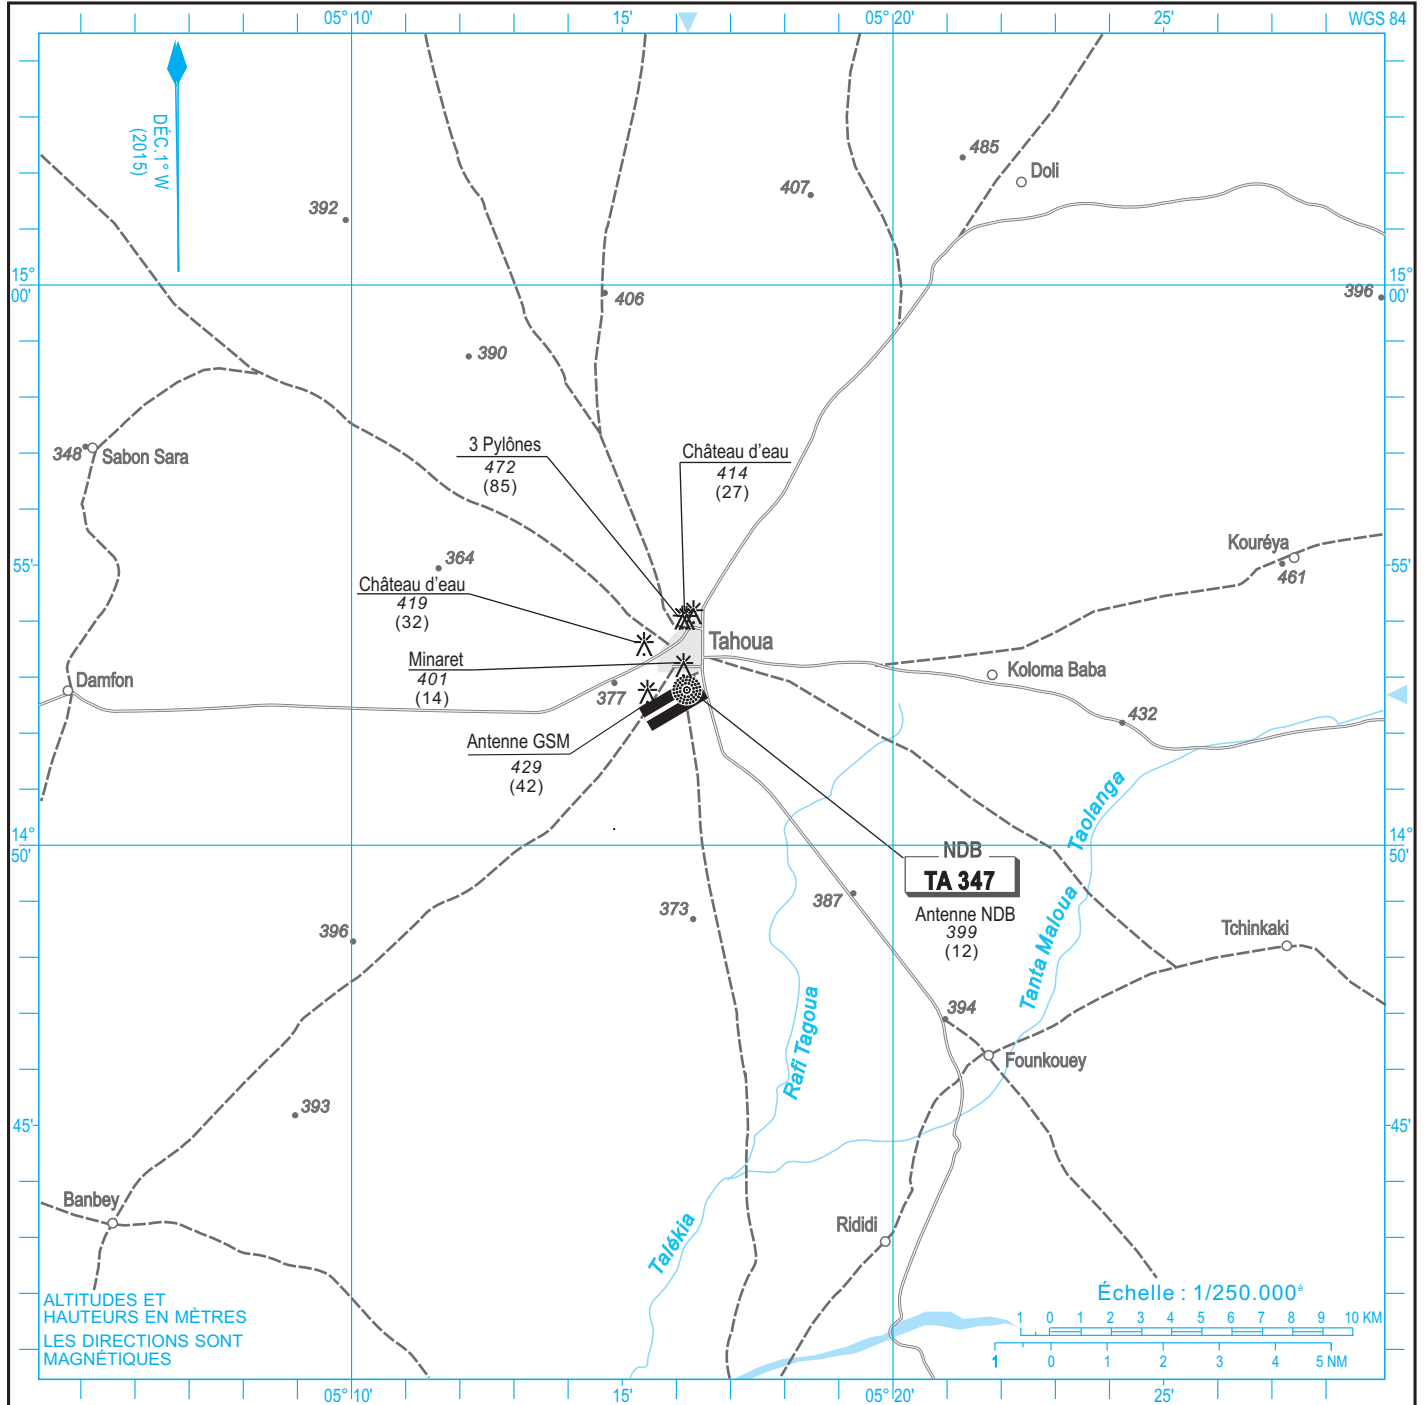 05° 10'
15'
05° 20'
25'
WGS 84
DÉC.1° W
(2015)
485
Doli
407
392
15°
00'
15°
00'
396
406
390
3 Pylônes
472
(85)
Château d'eau
414
(27)
348
Sabon Sara
Kouréya
461
55'
55'
364
Château d'eau
419
(32)
Tahoua
Minaret
401
(14)
377
Koloma Baba
Damfon
432
Antenne GSM
429
(42)
Taolanga
14°
50'
14°
50'
NDB
TA 347
Antenne NDB
399
(12)
387
373
Tanta Maloua
Tchinkaki
396
Rafi Tagoua
394
Founkouey
393
45'
45'
Banbey
Rididi
Talékia
ALTITUDES ET
HAUTEURS EN MÈTRES
LES DIRECTIONS SONT
MAGNÉTIQUES
Échelle : 1/250.000è
1 0 1 2 3 4 5 6 7 8 9 10 KM
1 0 1 2 3 4 5 NM
05° 10'
15'
05° 20'
25'